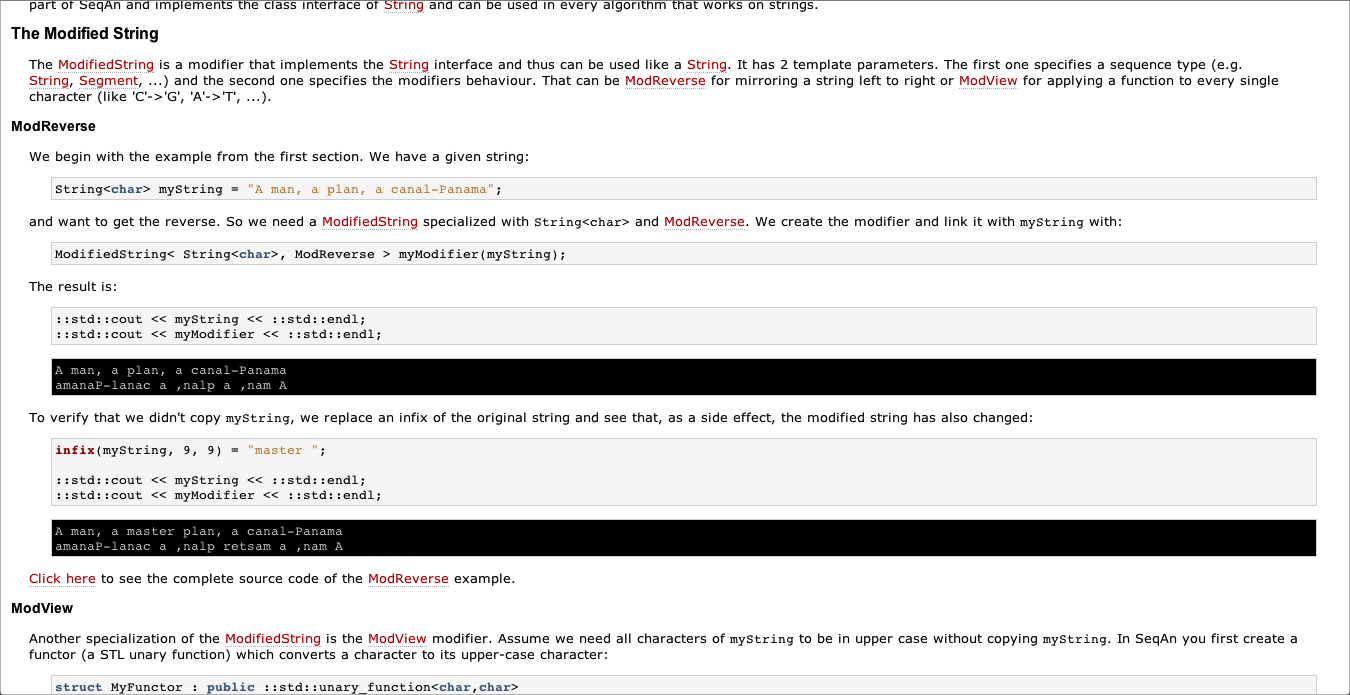 part of SeqAn and implements the class interface of String and can be used in every algorithm that works on strings.
The Modified String
The ModifiedString is a modifier that implements the String interface and thus can be used like a String. It has 2 template parameters. The first one specifies a sequence type (e.g.
String, Segment, ...) and the second one specifies the modifiers behaviour. That can be ModReverse for mirroring a string left to right or ModView for applying a function to every single
character (like 'C'->'G', 'A'->'T', ...).
ModReverse
We begin with the example from the first section. We have a given string:
String<char> myString = "A man, a plan, a canal-Panama";
and want to get the reverse. So we need a ModifiedString specialized with String<char> and ModReverse. We create the modifier and link it with myString with:
ModifiedString< String<char>, ModReverse > myModifier(myString);
The result is:
::std::cout << myString << ::std::endl;
::std::cout << myModifier << ::std::endl;
A man, a plan, a canal-Panama
amanaP-lanac a ,nalp a ,nam A
To verify that we didn't copy myString, we replace an infix of the original string and see that, as a side effect, the modified string has also changed:
infix(myString, 9, 9) = "master ";
::std::cout << myString << ::std::endl;
::std::cout << myModifier << ::std::endl;
A man, a master plan, a canal-Panama
amanaP-lanac a ,nalp retsam a ,nam A
Click here to see the complete source code of the ModReverse example.
ModView
Another specialization of the ModifiedString is the ModView modifier. Assume we need all characters of myString to be in upper case without copying myString. In SeqAn you first create a
functor (a STL unary function) which converts a character to its upper-case character:
struct MyFunctor : public ::std::unary_function<char,char>